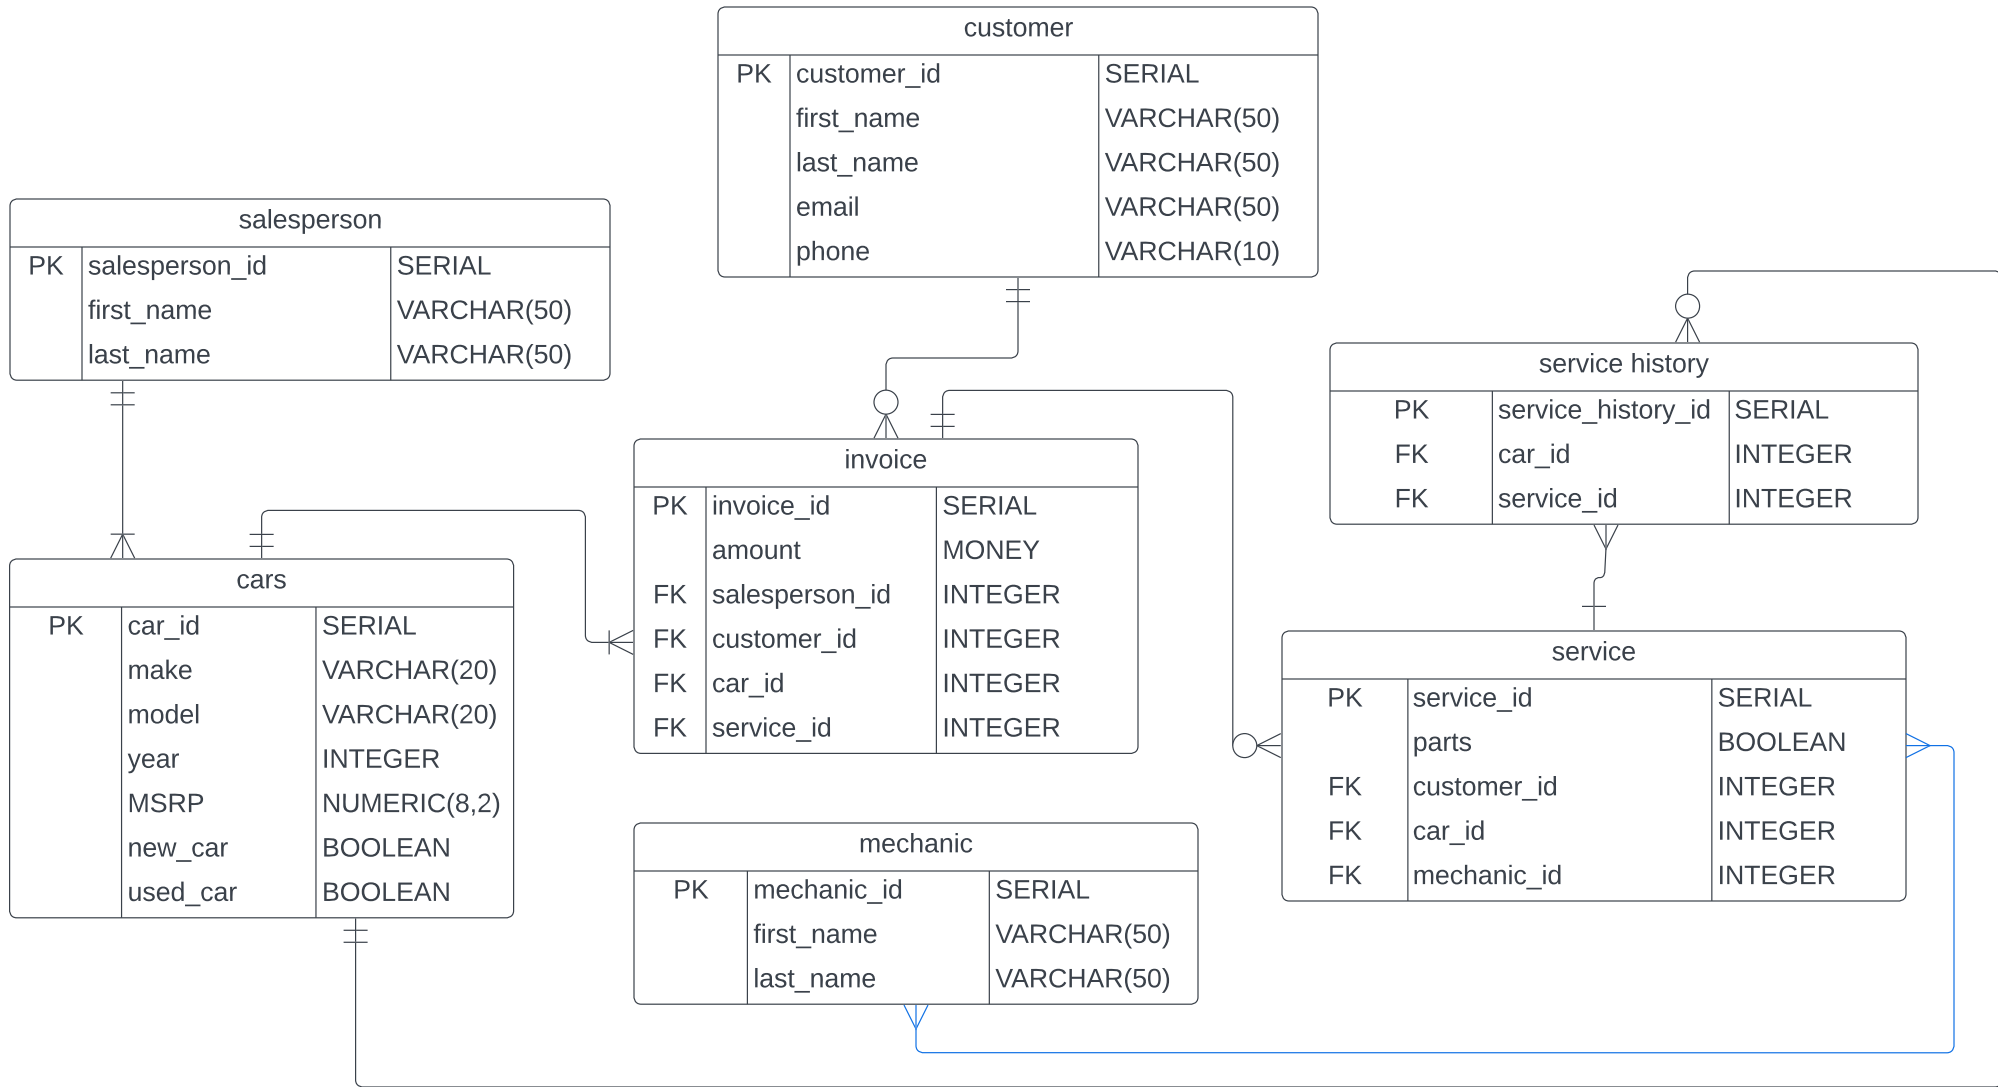 customer
PK customer_id SERIAL
first_name VARCHAR(50)
last_name VARCHAR(50)
email VARCHAR(50)
phone VARCHAR(10)
salesperson
PK salesperson_id SERIAL
first_name VARCHAR(50)
last_name VARCHAR(50)
service history
PK service_history_id SERIAL
FK car_id INTEGER
FK service_id INTEGER
invoice
PK invoice_id SERIAL
amount MONEY
FK salesperson_id INTEGER
FK customer_id INTEGER
FK car_id INTEGER
FK service_id INTEGER
cars
PK car_id SERIAL
make VARCHAR(20)
model VARCHAR(20)
year INTEGER
MSRP NUMERIC(8,2)
new_car BOOLEAN
used_car BOOLEAN
service
PK service_id SERIAL
parts BOOLEAN
FK customer_id INTEGER
FK car_id INTEGER
FK mechanic_id INTEGER
mechanic
PK mechanic_id SERIAL
first_name VARCHAR(50)
last_name VARCHAR(50)